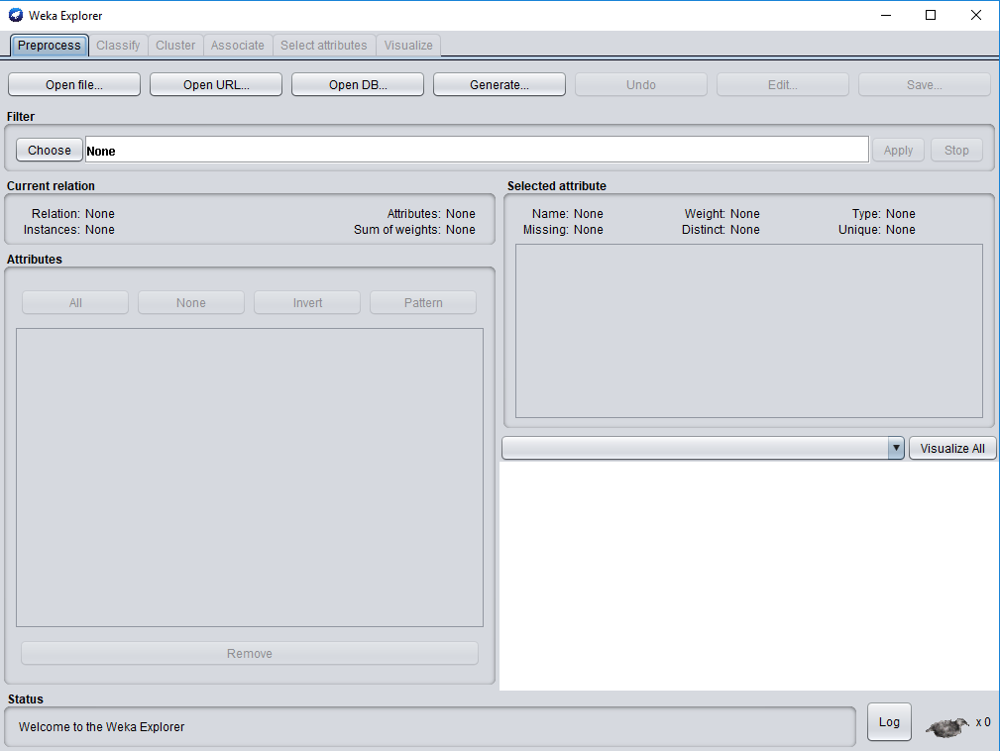 Weka Explorer
Preprocess Classify Cluster Associate Select attributes Visualize
Open file... Open URL... Open DB... Generate... Undo Edit... Save...
Filter
Choose None Apply Stop
Current relation
Relation: None Attributes: None
Instances: None Sum of weights: None
Selected attribute
Name: None Weight: None Type: None
Missing: None Distinct: None Unique: None
Attributes
All None Invert Pattern
Remove
Visualize All
Status
Welcome to the Weka Explorer
Log x 0